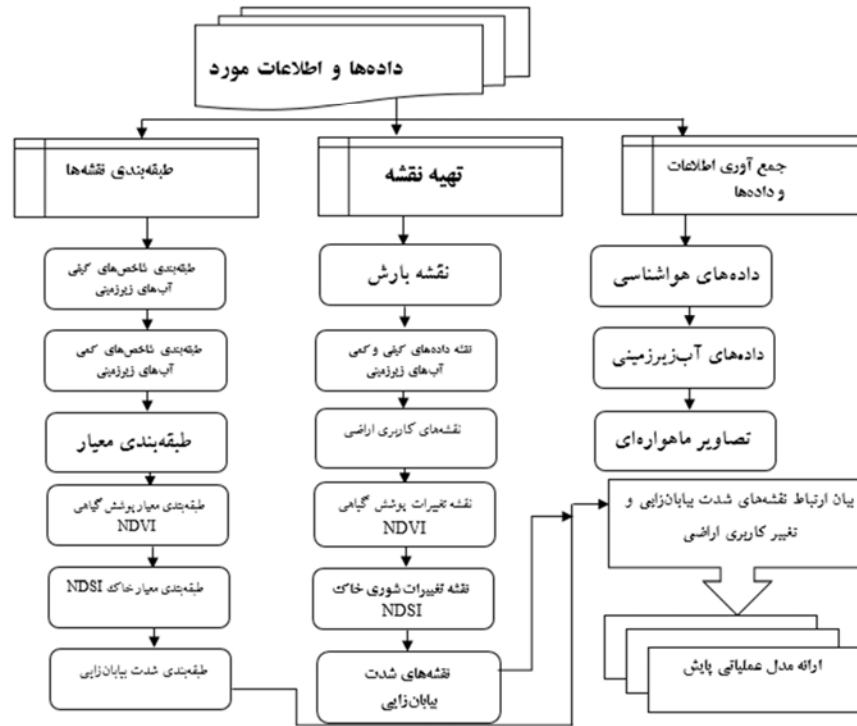 داده‌ها و اطلاعات مورد
جمع آوری اطلاعات
و داده‌ها
داده‌های هواشناسی
داده‌های آب‌زیرزمینی
تصاویر ماهواره‌ای
تهیه نقشه
نقشه بارش
نقشه داده‌های کیفی و کمی
آب‌های زیرزمینی
نقشه‌های کاربری اراضی
نقشه تغیرات پوشش گیاهی
NDVI
نقشه تغییرات شوری خاک
NDSI
نقشه‌های شدت
بیابان‌زایی
طبقه‌بندی نقشه‌ها
طبقه‌بندی شاخص‌های کیفی
آب‌های زیرزمینی
طبقه‌بندی شاخص‌های کمی
آب‌های زیرزمینی
طبقه‌بندی معیار
طبقه‌بندی معیار پوشش گیاهی
NDVI
طبقه‌بندی معیار خاک NDSI
طبقه‌بندی شدت بیابان‌زایی
بیان ارتباط نقشه‌های شدت بیابان‌زایی و
تغییر کاربری اراضی
ارائه مدل عملیاتی پایش